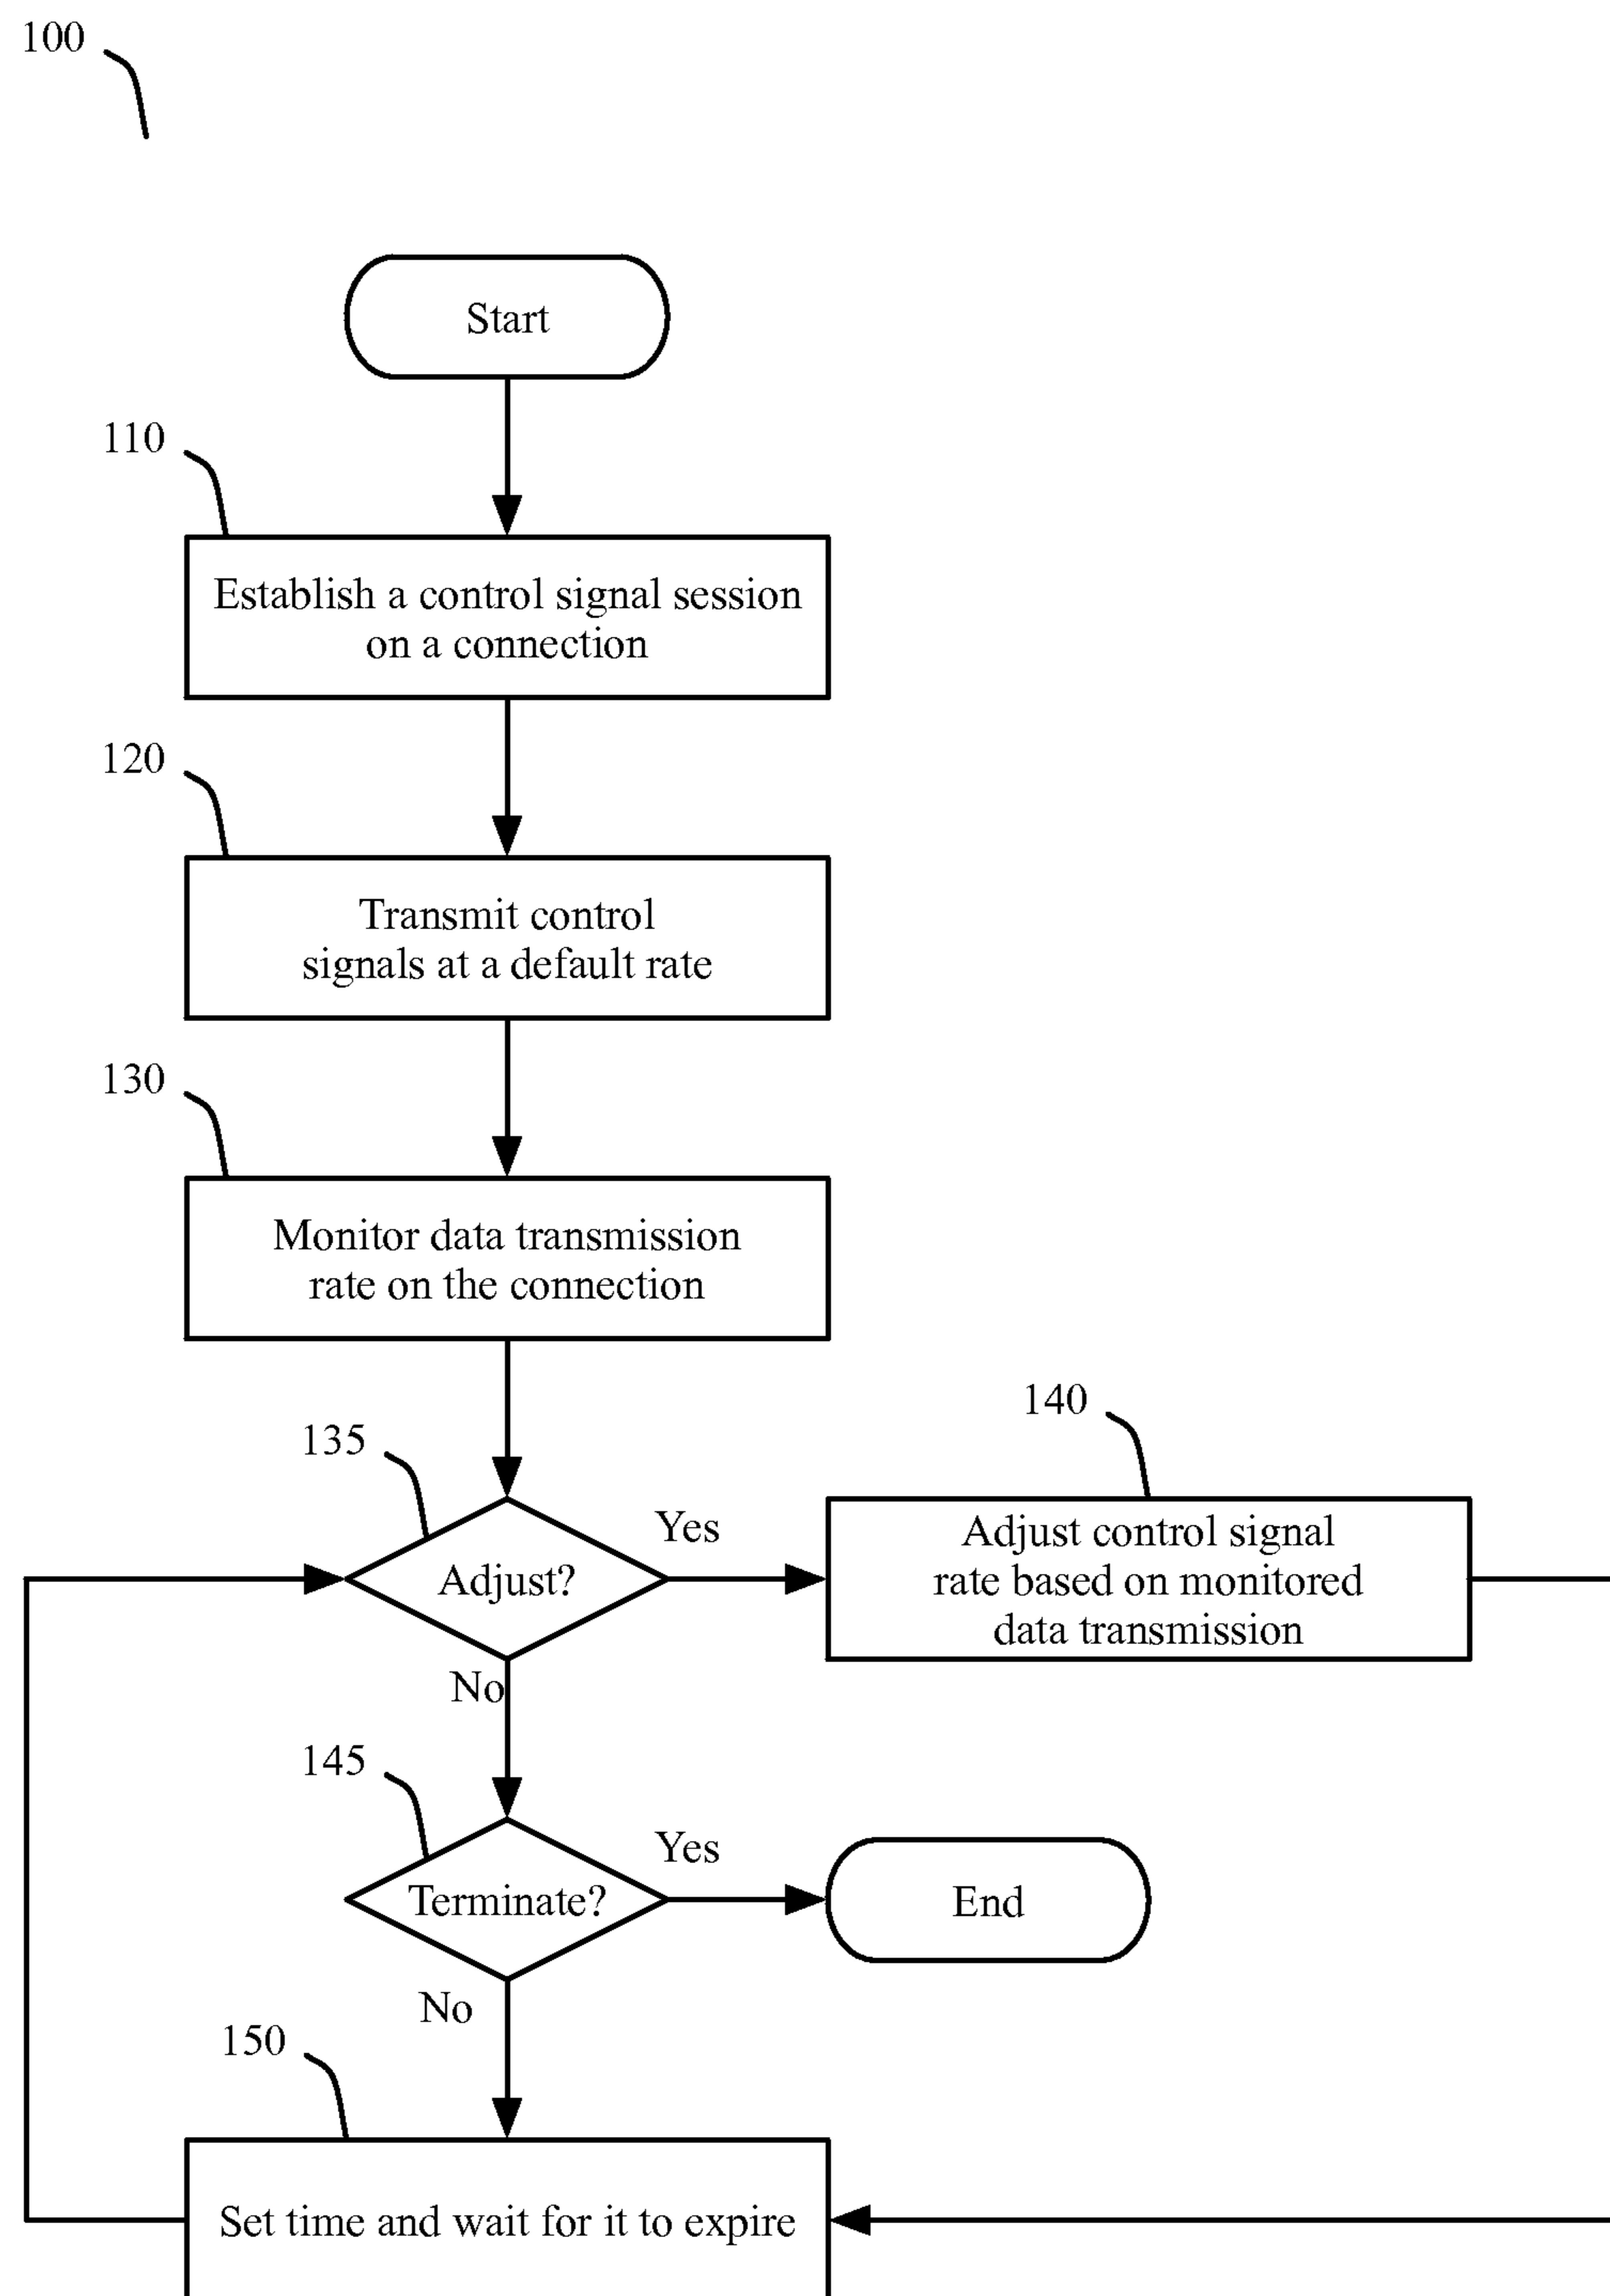 100
Start
110
Establish a control signal session
on a connection
120
Transmit control
signals at a default rate
130
Monitor data transmission
rate on the connection
135
Adjust?
Yes
140
Adjust control signal
rate based on monitored
data transmission
No
145
Terminate?
Yes
End
No
150
Set time and wait for it to expire